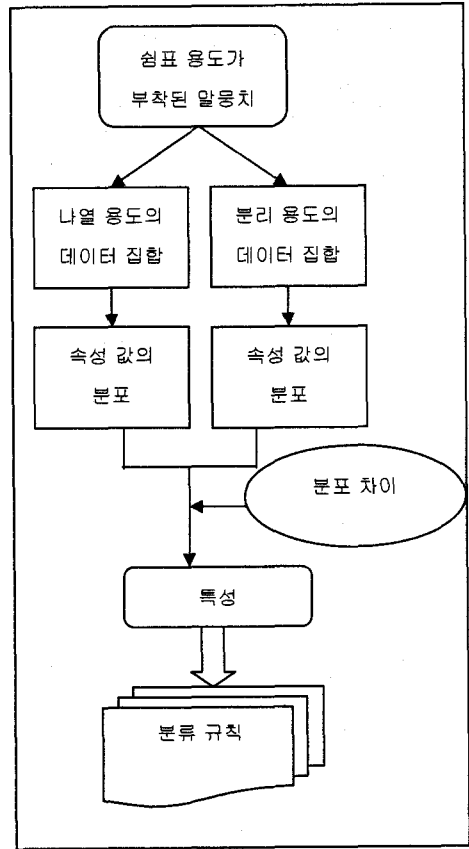 쉼표 용도가
부착된 말뭉치
나열 용도의
데이터 집합
분리 용도의
데이터 집합
속성 값의
분포
속성 값의
분포
분포 차이
특성
분류 규칙